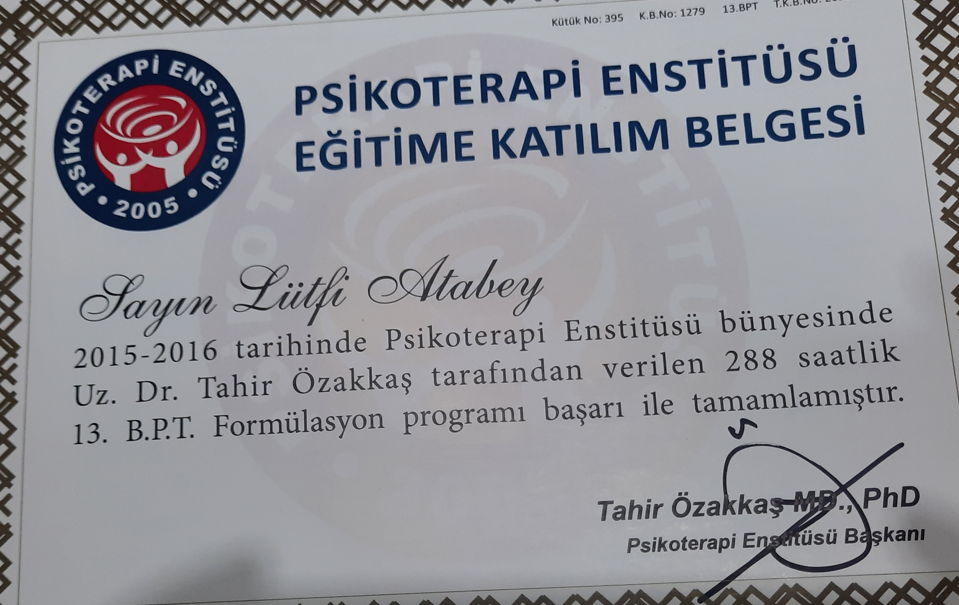 Kütük No: 395 K.B.No: 1279 13.BPT T.K.B.No:
PSİKOTERAPİ ENSTİTÜSÜ
2005
PSİKOTERAPİ ENSTİTÜSÜ
EĞİTİME KATILIM BELGESİ
Sayın Lütfi Atabey
2015-2016 tarihinde Psikoterapi Enstitüsü bünyesinde
Uz. Dr. Tahir Özakkaş tarafından verilen 288 saatlik
13. B.P.T. Formülasyon programı başarı ile tamamlamıştır.
Tahir Özakkaş MD., PhD
Psikoterapi Enstitüsü Başkanı